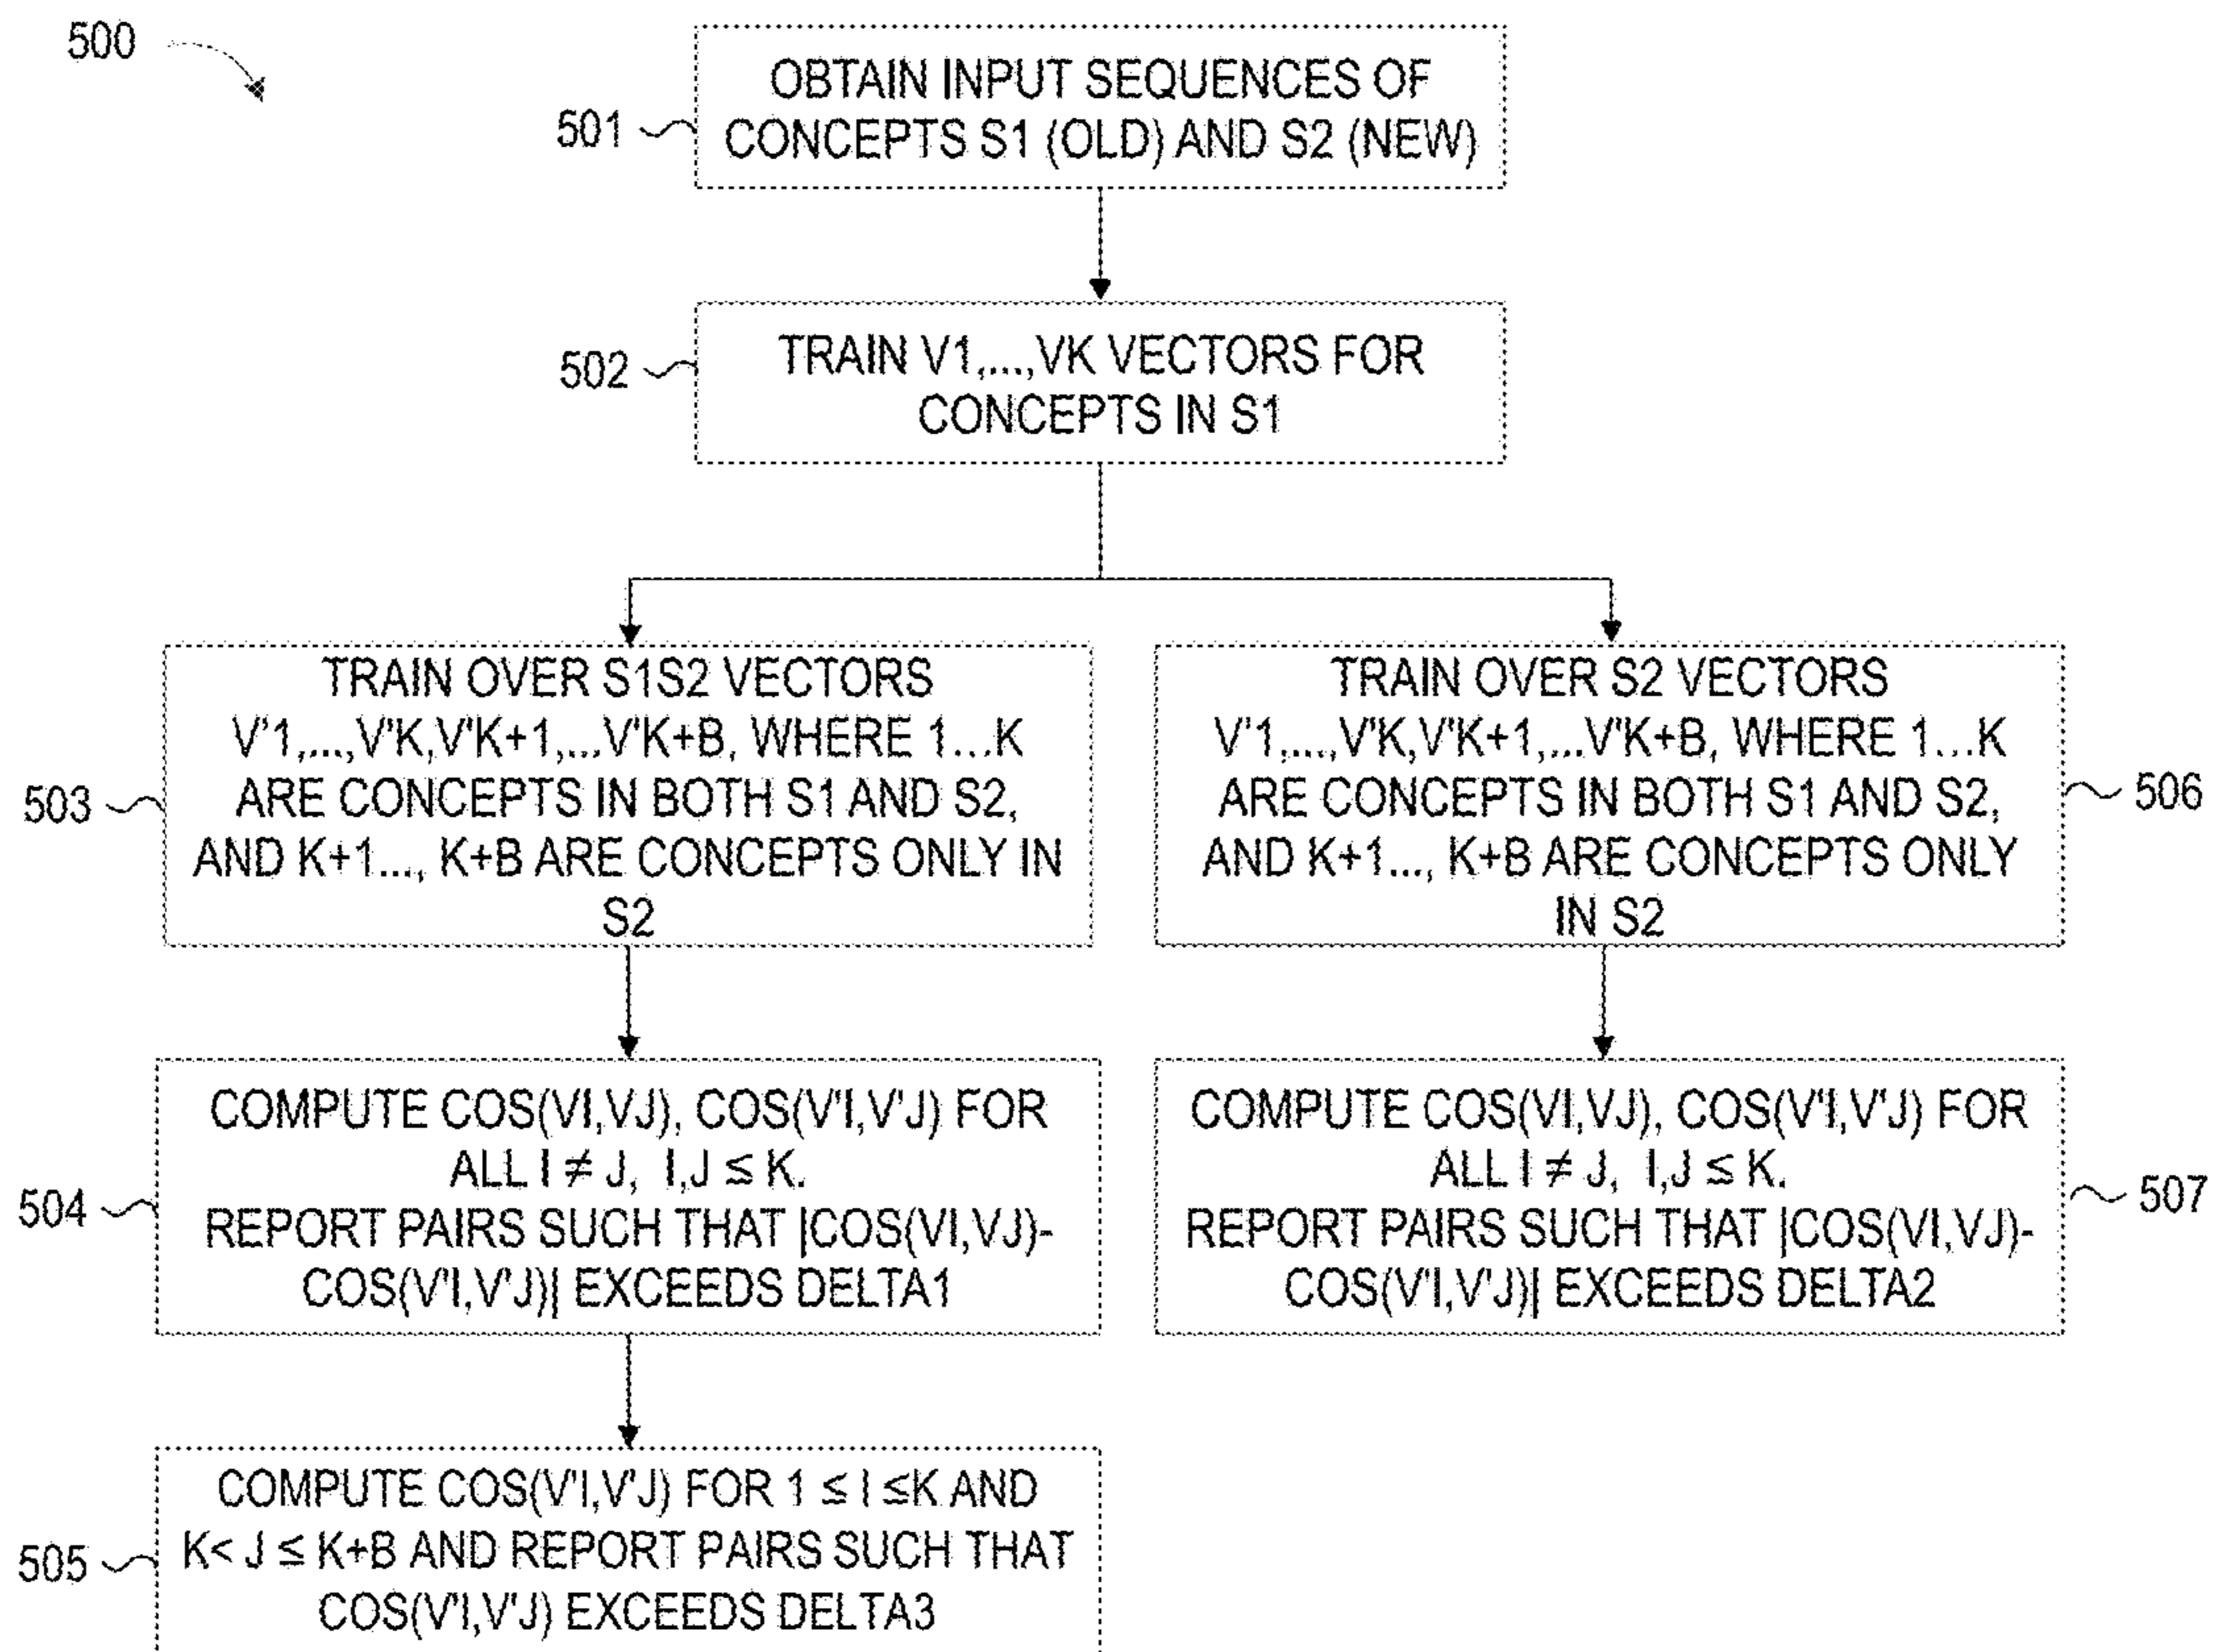 500
OBTAIN INPUT SEQUENCES OF
CONCEPTS S1 (OLD) AND S2 (NEW)
501
TRAIN V1,...,VK VECTORS FOR
CONCEPTS IN S1
502
TRAIN OVER S1S2 VECTORS
V'1,...,V'K,V'K+1,...V'K+B, WHERE 1...K
ARE CONCEPTS IN BOTH S1 AND S2,
AND K+1..., K+B ARE CONCEPTS ONLY IN
S2
503
TRAIN OVER S2 VECTORS
V'1,...,V'K,V'K+1,...V'K+B, WHERE 1...K
ARE CONCEPTS IN BOTH S1 AND S2,
AND K+1..., K+B ARE CONCEPTS ONLY
IN S2
506
COMPUTE COS(VI,VJ), COS(V'I,V'J) FOR
ALL I ≠ J, I,J ≤ K.
REPORT PAIRS SUCH THAT |COS(VI,VJ)-
COS(V'I,V'J)| EXCEEDS DELTA1
504
COMPUTE COS(VI,VJ), COS(V'I,V'J) FOR
ALL I ≠ J, I,J ≤ K.
REPORT PAIRS SUCH THAT |COS(VI,VJ)-
COS(V'I,V'J)| EXCEEDS DELTA2
507
COMPUTE COS(V'I,V'J) FOR 1 ≤ I ≤K AND
K< J ≤ K+B AND REPORT PAIRS SUCH THAT
COS(V'I,V'J) EXCEEDS DELTA3
505